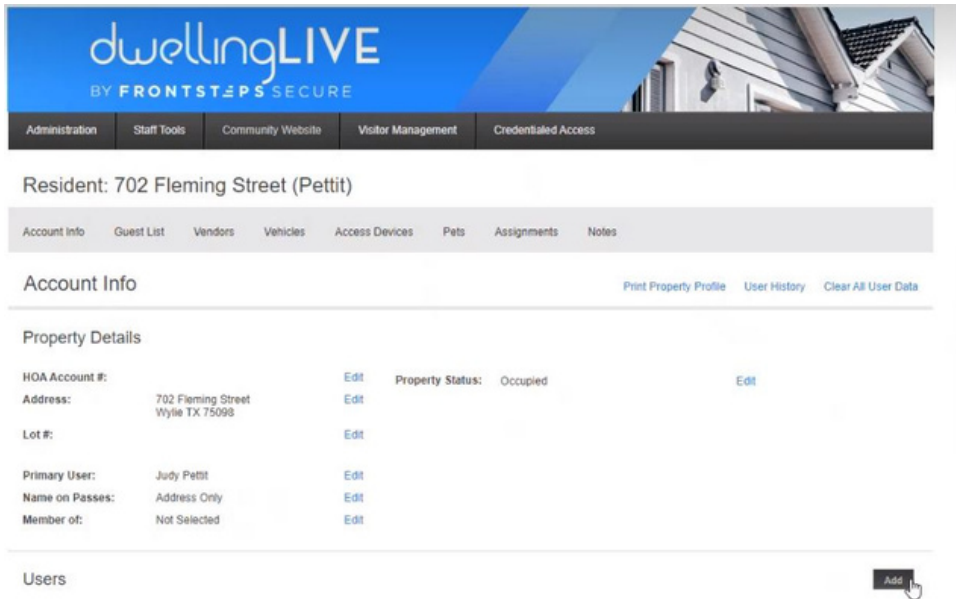 dwellingLIVE
BY FRONTSTEPS SECURE
Administration Staff Tools Community Website Visitor Management Credentialed Access
Resident: 702 Fleming Street (Pettit)
Account Info Guest List Vendors Vehicles Access Devices Pets Assignments Notes
Account Info Print Property Profile User History Clear All User Data
Property Details
HOA Account #: Edit Property Status: Occupied Edit
Address: 702 Fleming Street Edit
Wylie TX 75098
Lot #: Edit
Primary User: Judy Pettit Edit
Name on Passes: Address Only Edit
Member of: Not Selected Edit
Users Add